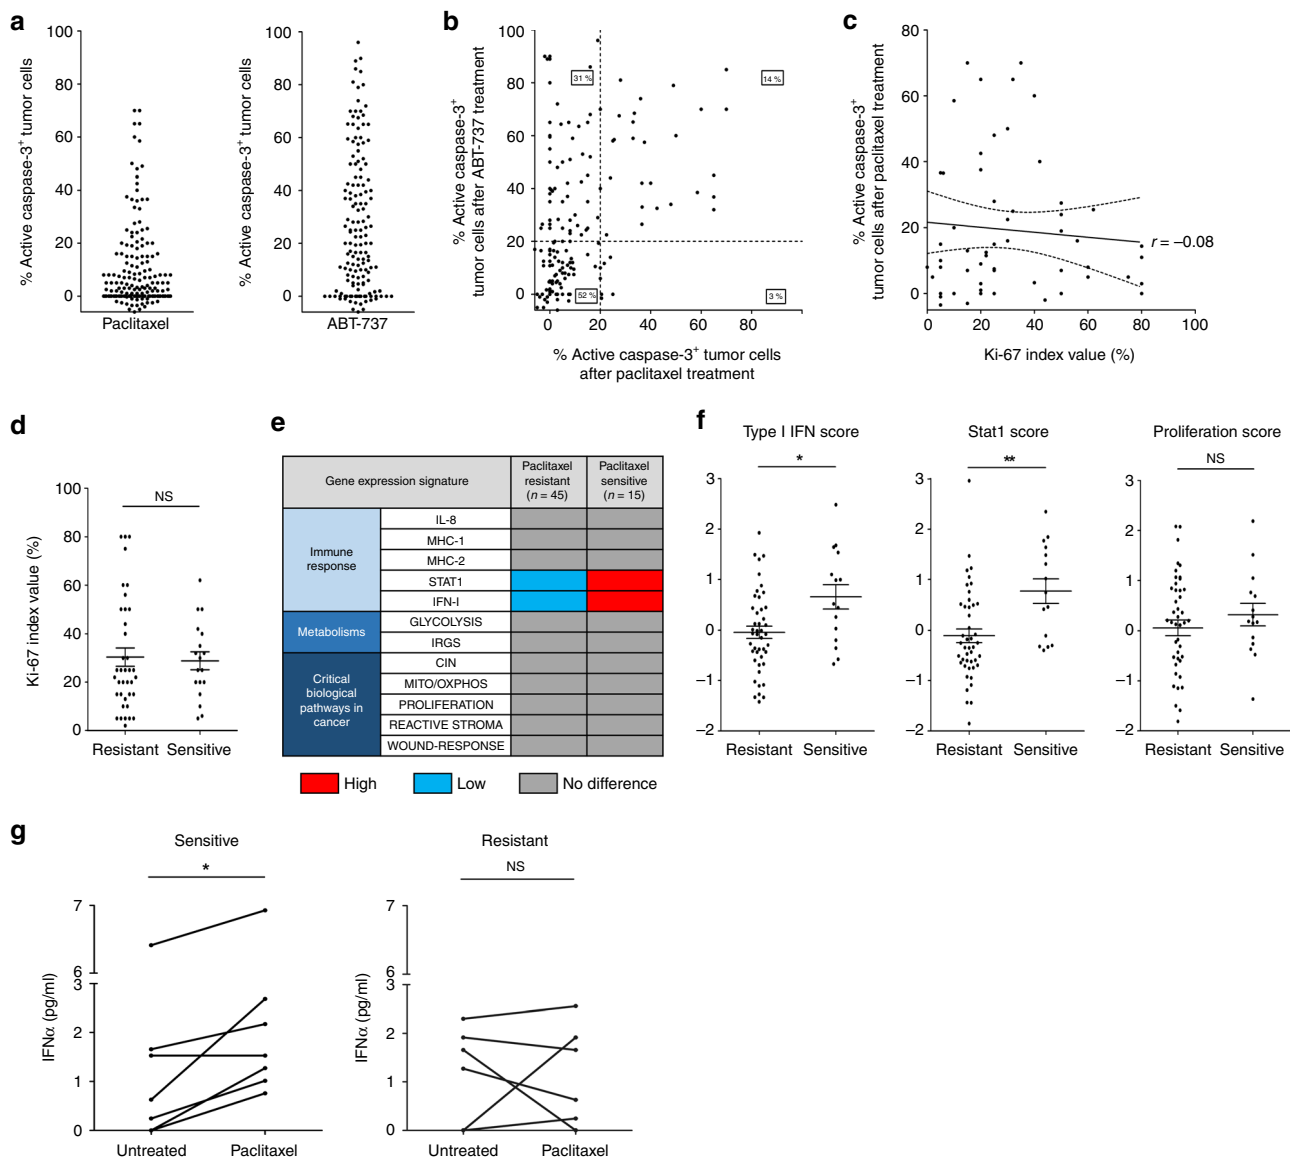 a
% Active caspase-3+ tumor cells
100
80
60
40
20
0
Paclitaxel
% Active caspase-3+ tumor cells
100
80
60
40
20
0
ABT-737
b
% Active caspase-3+
tumor cells after ABT-737 treatment
100
80
60
40
20
0
31 %
14 %
52 %
3 %
0
20
40
60
80
% Active caspase-3+ tumor cells
after paclitaxel treatment
c
% Active caspase-3+
tumor cells after paclitaxel treatment
80
60
40
20
0
r = −0.08
0
20
40
60
80
100
Ki-67 index value (%)
d
Ki-67 index value (%)
100
80
60
40
20
0
NS
Resistant
Sensitive
e
Gene expression signature
Paclitaxel
resistant
(n = 45)
Paclitaxel
sensitive
(n = 15)
Immune
response
IL-8
MHC-1
MHC-2
STAT1
IFN-I
Metabolisms
GLYCOLYSIS
IRGS
Critical
biological
pathways in
cancer
CIN
MITO/OXPHOS
PROLIFERATION
REACTIVE STROMA
WOUND-RESPONSE
High
Low
No difference
f
Type I IFN score
*
3
2
1
0
−1
−2
Resistant
Sensitive
Stat1 score
**
3
2
1
0
−1
−2
Resistant
Sensitive
Proliferation score
NS
3
2
1
0
−1
−2
Resistant
Sensitive
g
Sensitive
*
IFNα (pg/ml)
7
6
3
2
1
0
Untreated
Paclitaxel
Resistant
NS
IFNα (pg/ml)
7
6
3
2
1
0
Untreated
Paclitaxel